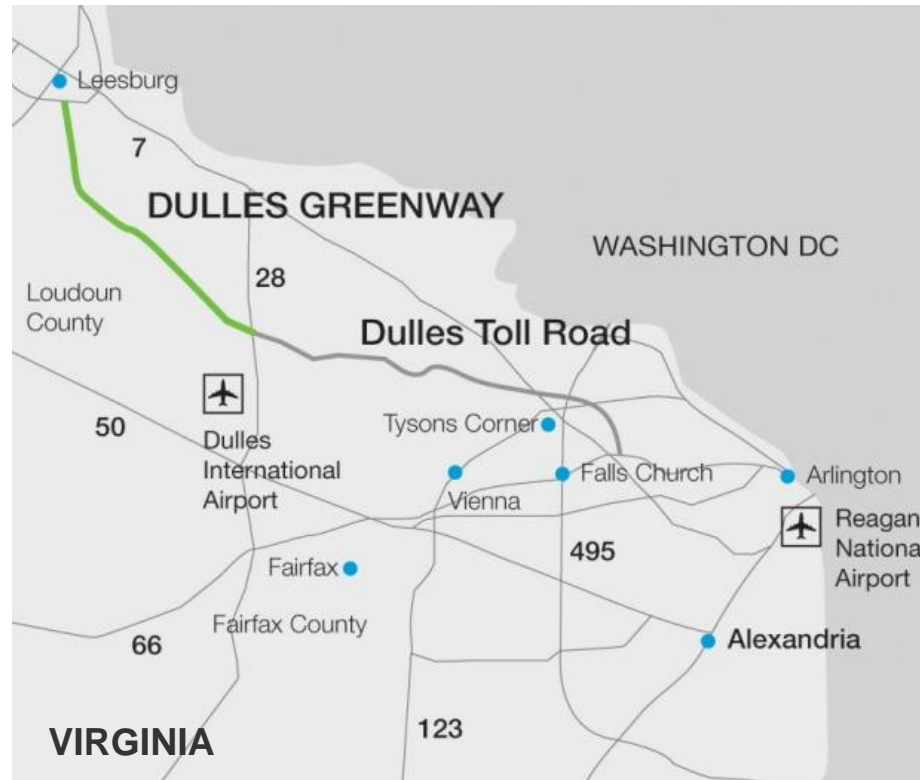 Leesburg
7
DULLES GREENWAY
WASHINGTON DC
28
Loudoun
County
Dulles Toll Road
50
Tysons Corner
Dulles
International
Airport
Vienna
Falls Church
Arlington
Reagan
National
Airport
495
Fairfax
Fairfax County
66
Alexandria
123
VIRGINIA